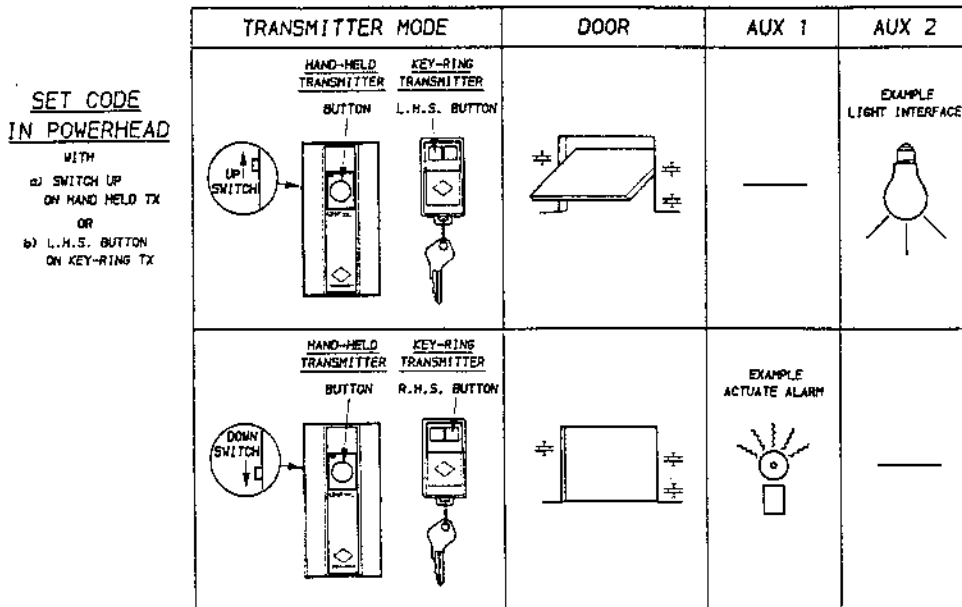 TRANSMITTER MODE
DOOR
AUX 1
AUX 2
SET CODE
IN POWERHEAD
WITH
a) SWITCH UP
ON HAND HELD TX
OR
b) L.H.S. BUTTON
ON KEY-RING TX
HAND-HELD
TRANSMITTER
BUTTON
KEY-RING
TRANSMITTER
L.H.S. BUTTON
UP
SWITCH
EXAMPLE
LIGHT INTERFACE
HAND-HELD
TRANSMITTER
BUTTON
KEY-RING
TRANSMITTER
R.H.S. BUTTON
DOWN
SWITCH
EXAMPLE
ACTUATE ALARM